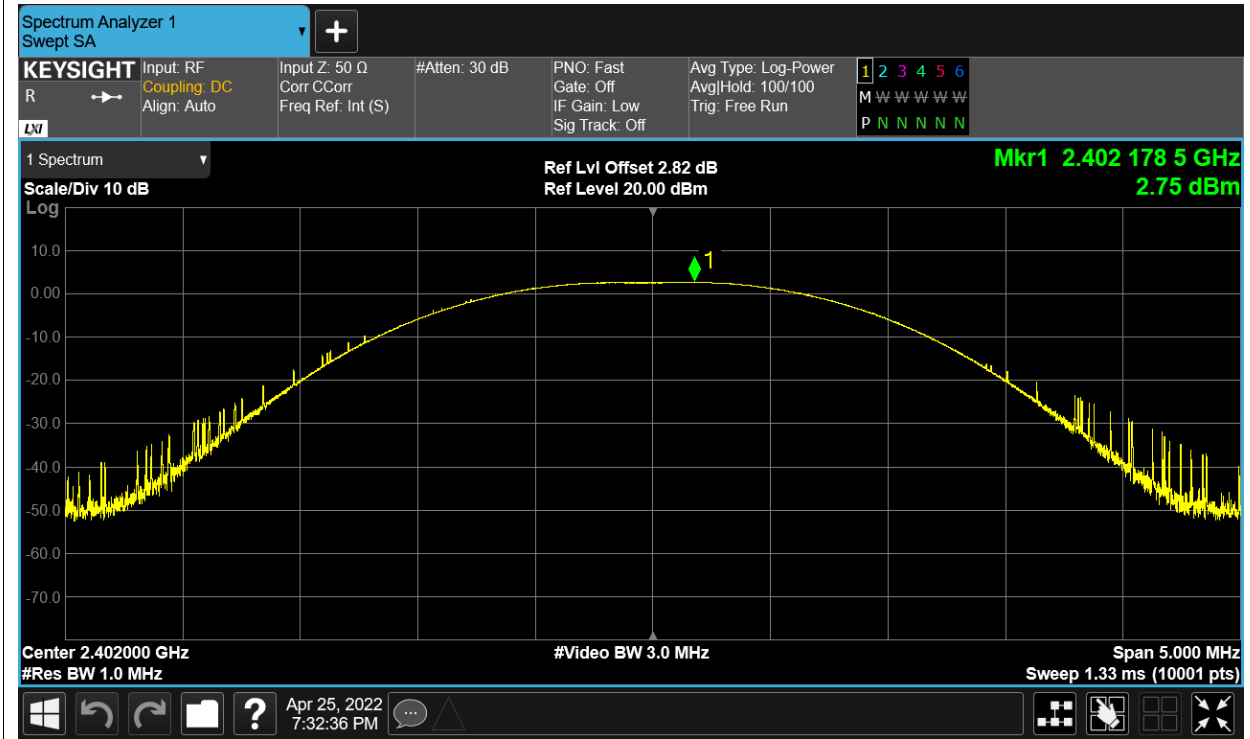 Spectrum Analyzer 1
Swept SA
+
KEYSIGHT
R
LXI
Input: RF
Coupling: DC
Align: Auto
Input Z: 50 Ω
Corr CCorr
Freq Ref: Int (S)
#Atten: 30 dB
PNO: Fast
Gate: Off
IF Gain: Low
Sig Track: Off
Avg Type: Log-Power
Avg|Hold: 100/100
Trig: Free Run
1 2 3 4 5 6
M W W W W W
P N N N N N
1 Spectrum
Scale/Div 10 dB
Log
Ref Lvl Offset 2.82 dB
Ref Level 20.00 dBm
Mkr1 2.402 178 5 GHz
2.75 dBm
1
10.0
0.00
-10.0
-20.0
-30.0
-40.0
-50.0
-60.0
-70.0
Center 2.402000 GHz
#Res BW 1.0 MHz
#Video BW 3.0 MHz
Span 5.000 MHz
Sweep 1.33 ms (10001 pts)
?
Apr 25, 2022
7:32:36 PM